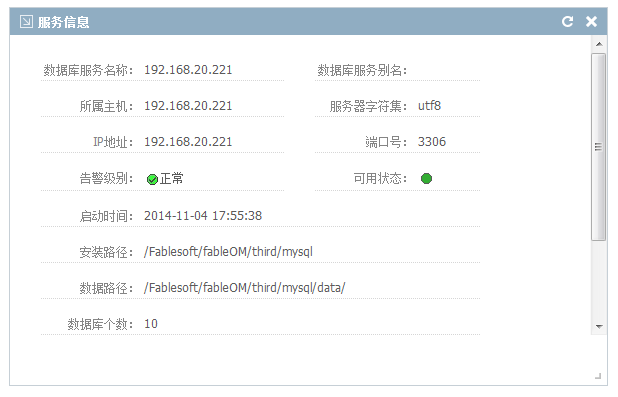 服务信息
数据库服务名称： 192.168.20.221 数据库服务别名：
所属主机： 192.168.20.221 服务器字符集： utf8
IP地址： 192.168.20.221 端口号： 3306
告警级别： 正常 可用状态：
启动时间： 2014-11-04 17:55:38
安装路径： /Fablesoft/fableOM/third/mysql
数据路径： /Fablesoft/fableOM/third/mysql/data/
数据库个数： 10